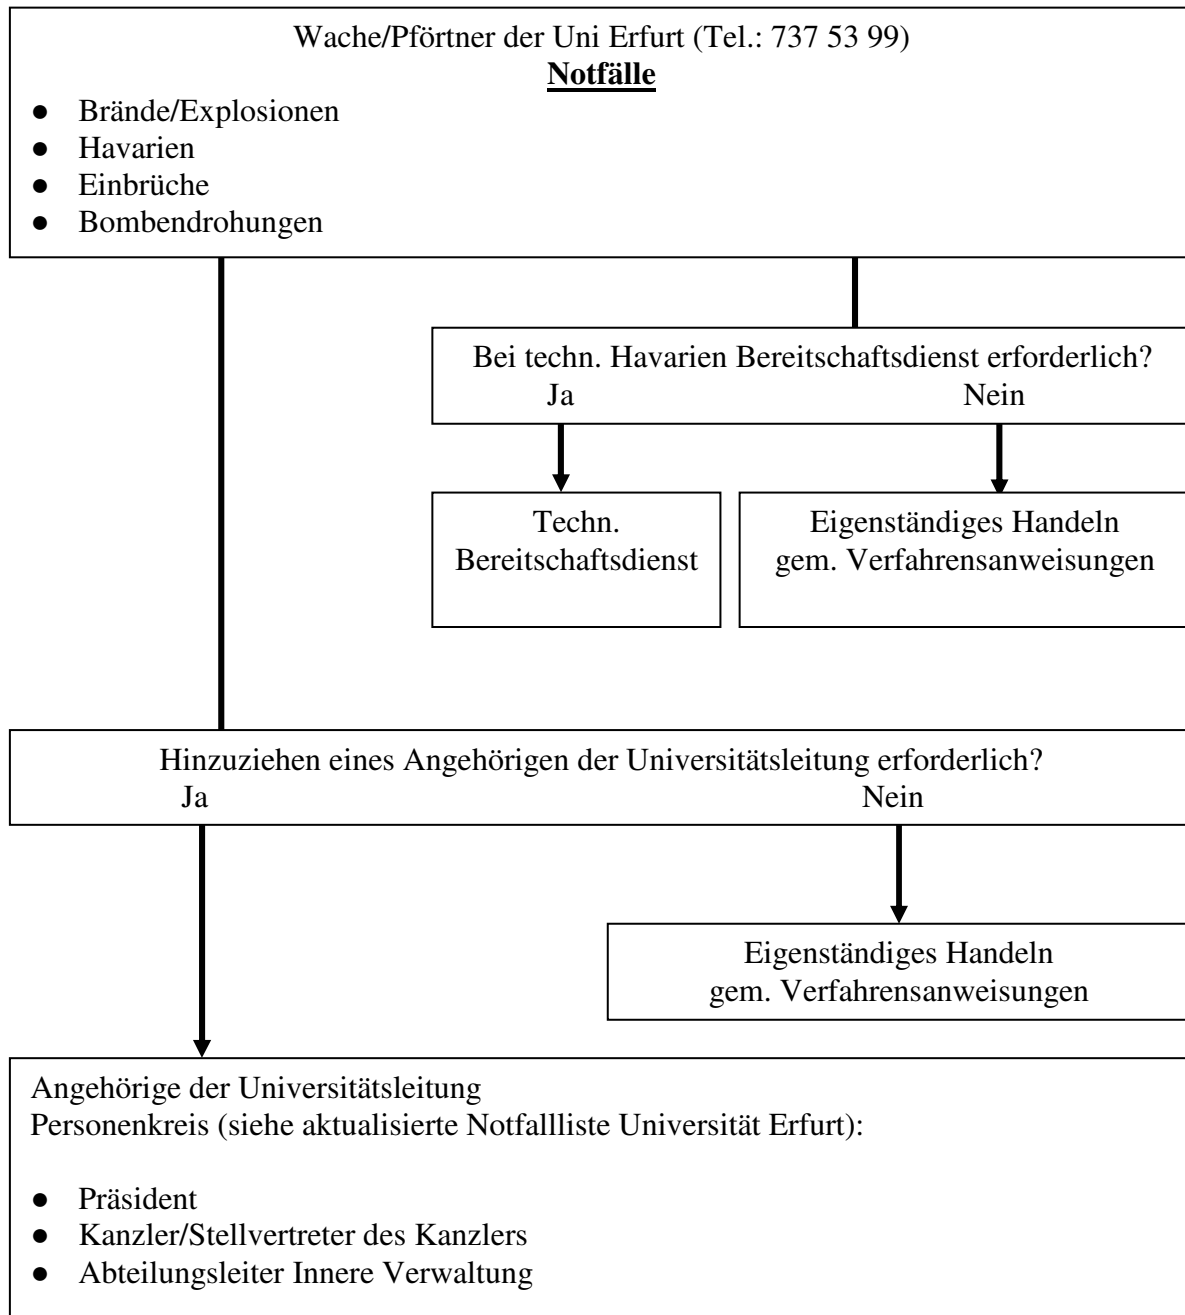 Wache/Pförtner der Uni Erfurt (Tel.: 737 53 99)
Notfälle
● Brände/Explosionen
● Havarien
● Einbrüche
● Bombendrohungen
Bei techn. Havarien Bereitschaftsdienst erforderlich?
Ja Nein
Techn.
Bereitschaftsdienst
Eigenständiges Handeln
gem. Verfahrensanweisungen
Hinzuziehen eines Angehörigen der Universitätsleitung erforderlich?
Ja Nein
Eigenständiges Handeln
gem. Verfahrensanweisungen
Angehörige der Universitätsleitung
Personenkreis (siehe aktualisierte Notfallliste Universität Erfurt):
● Präsident
● Kanzler/Stellvertreter des Kanzlers
● Abteilungsleiter Innere Verwaltung